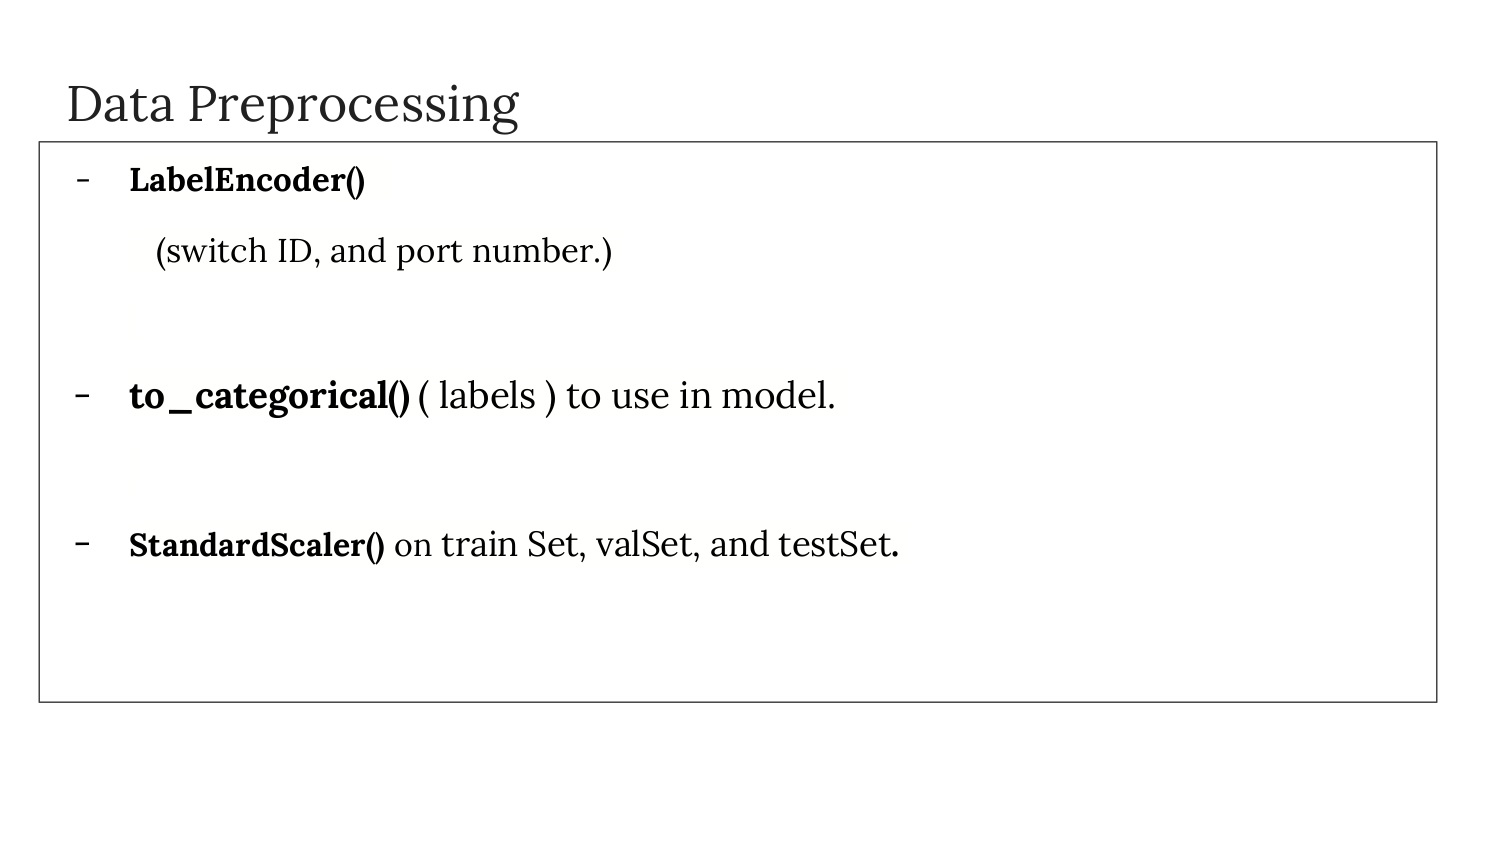 Data Preprocessing
- LabelEncoder()
(switch ID, and port number.)
- to_categorical() ( labels ) to use in model.
- StandardScaler() on train Set, valSet, and testSet.